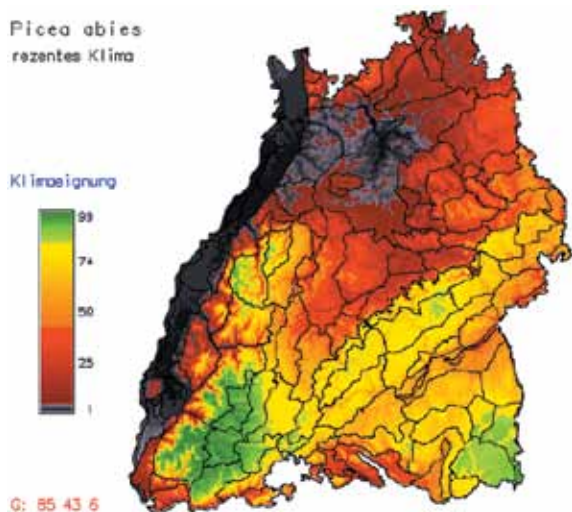 Picea abies
rezentes Klima
Klimaeignung
99
74
50
25
1
G: 85 43 6